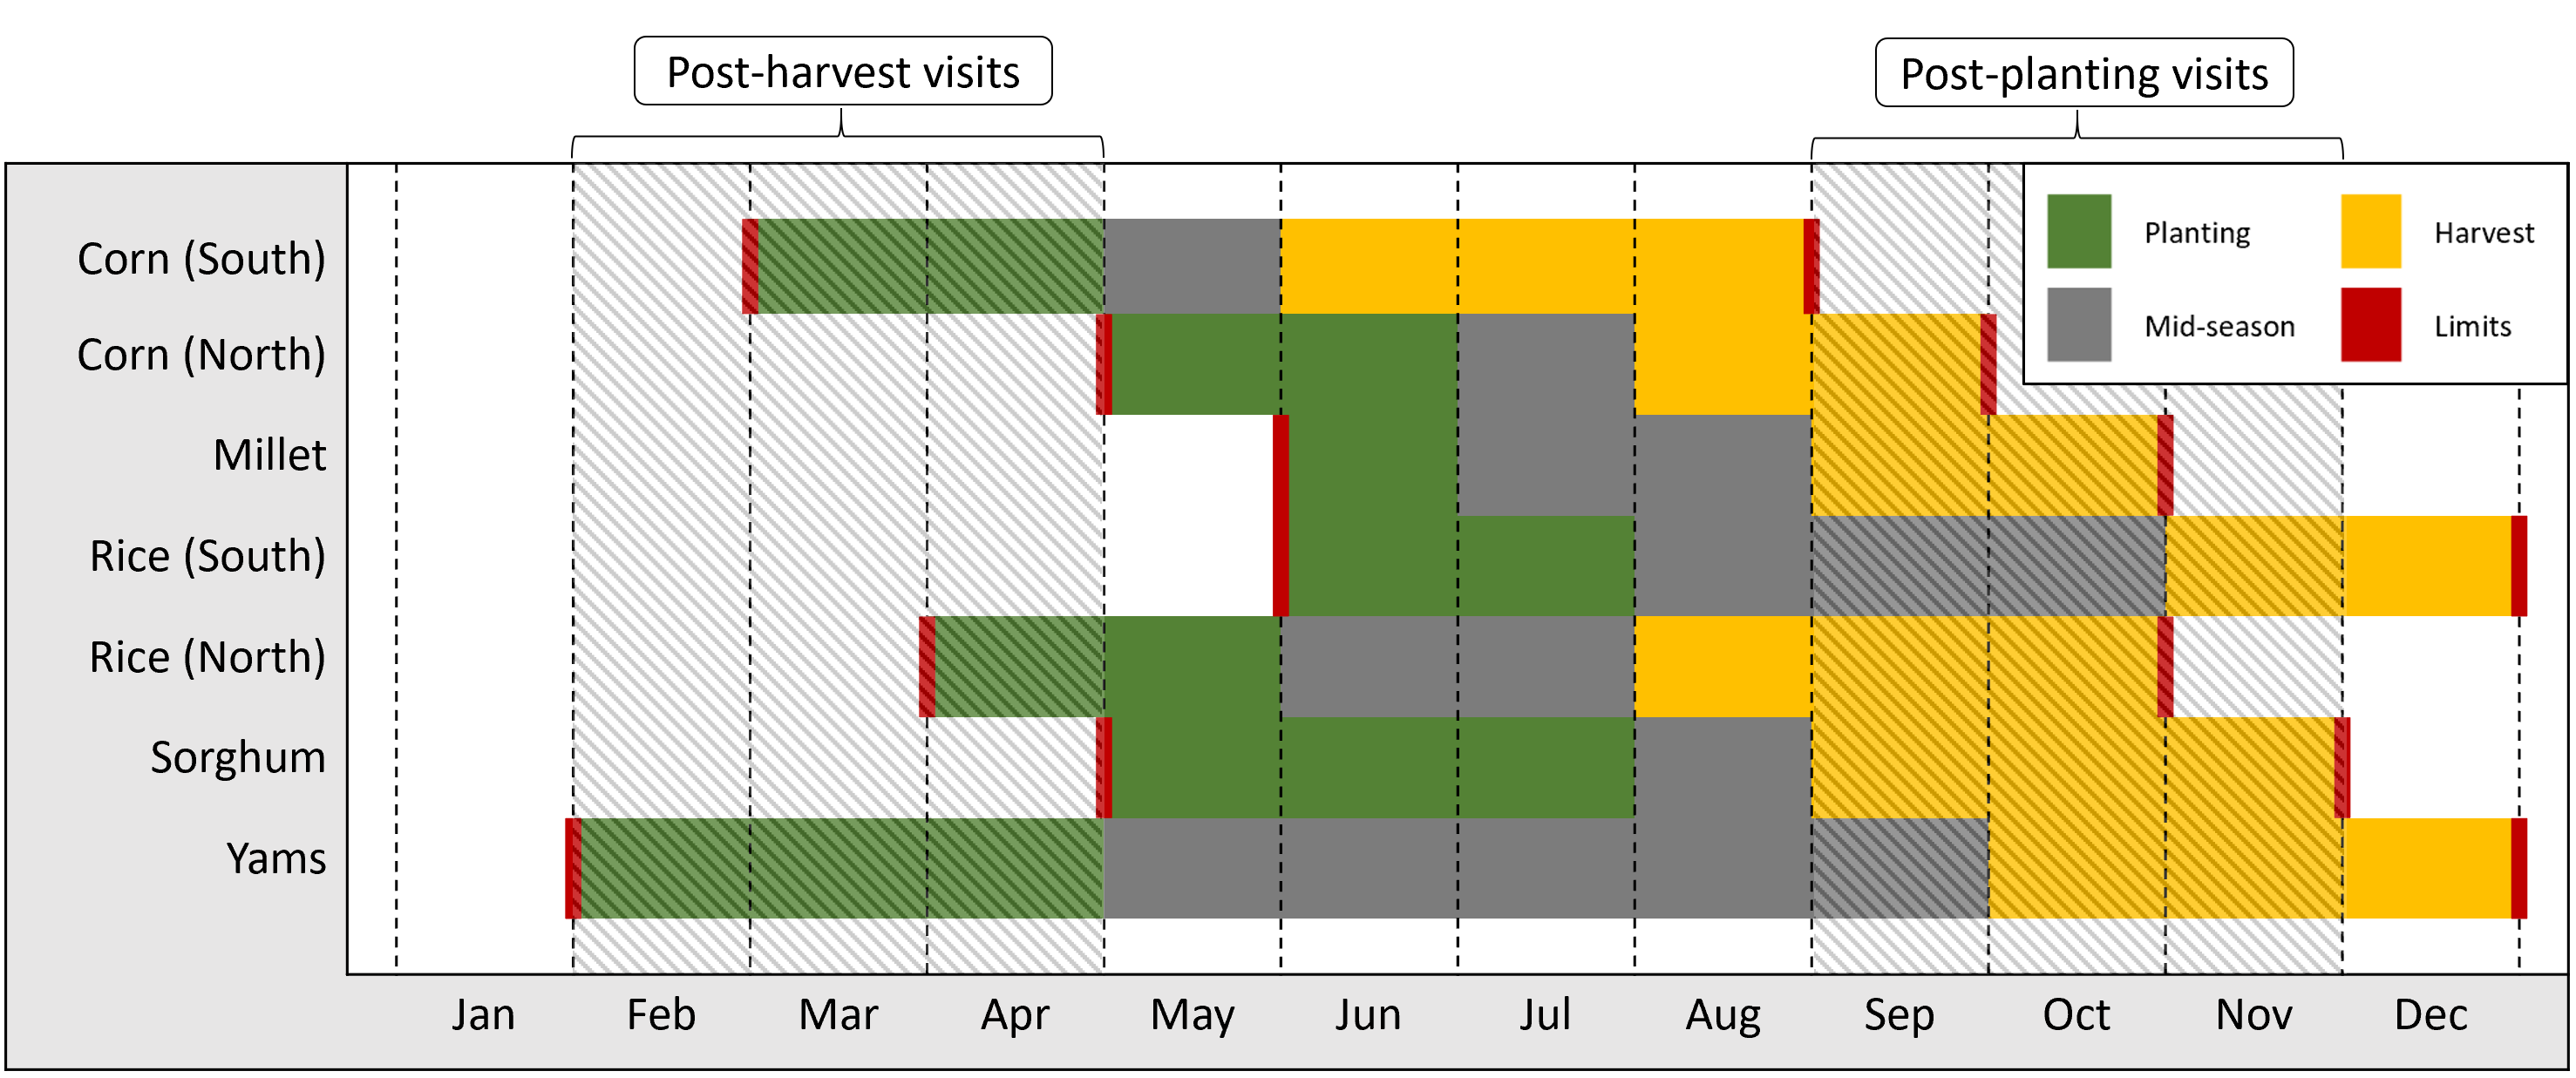 Post-harvest visits
Post-planting visits
Planting
Harvest
Mid-season
Limits
Corn (South)
Corn (North)
Millet
Rice (South)
Rice (North)
Sorghum
Yams
Jan Feb Mar Apr May Jun Jul Aug Sep Oct Nov Dec